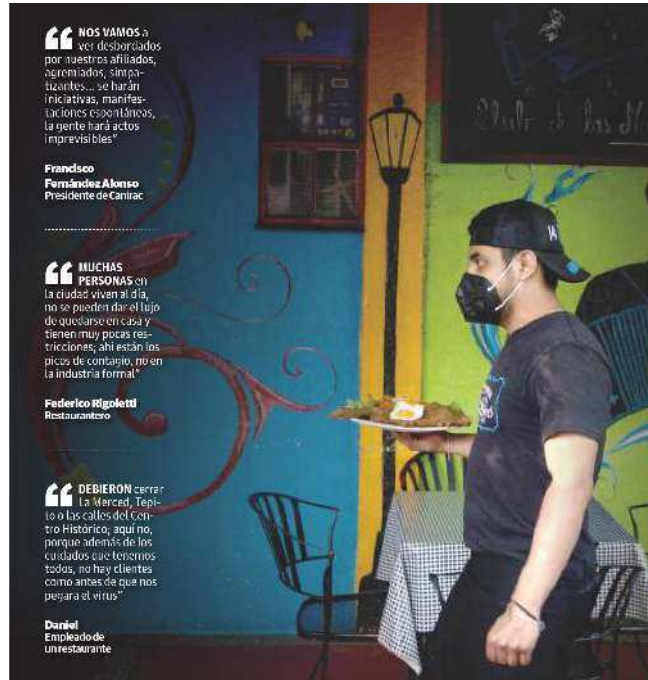 NOS VAMOS a
ver desbordados
por nuestros afiliados,
agremiados, simpa-
tizantes... se harán
iniciativas, manifes-
taciones espontáneas,
la gente hará actos
imprevisibles”
Francisco
Fernández Alonso
Presidente de Canirac
“ MUCHAS
PERSONAS en
la ciudad viven al día,
no se pueden dar el lujo
de quedarse en casa y
tienen muy pocas res-
tricciones; ahí están los
picos de contagio, no en
la industria formal”
Federico Rigoletti
Restaurantero
“ DEBIERON cerrar
La Merced, Tepi-
to o las calles del Cen-
tro Histórico; aquí no,
porque además de los
cuidados que tenemos
todos, no hay clientes
como antes de que nos
pegara el virus”
Daniel
Empleado de
un restaurante
Club de las M
14